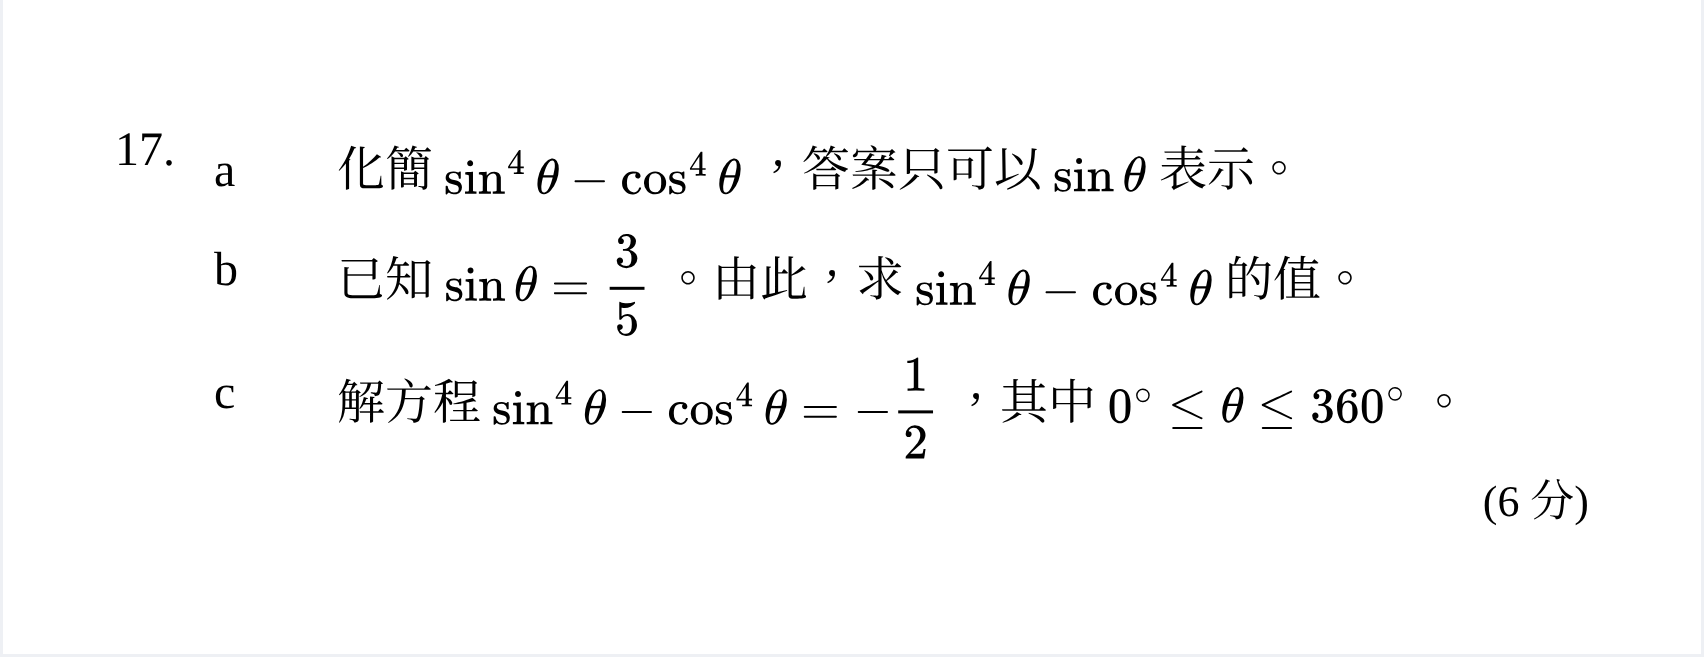 17. a 化簡 sin⁴ θ − cos⁴ θ ，答案只可以 sin θ 表示。
b 已知 sin θ = 3/5 。由此，求 sin⁴ θ − cos⁴ θ 的值。
c 解方程 sin⁴ θ − cos⁴ θ = −1/2 ，其中 0° ≤ θ ≤ 360° 。
(6 分)